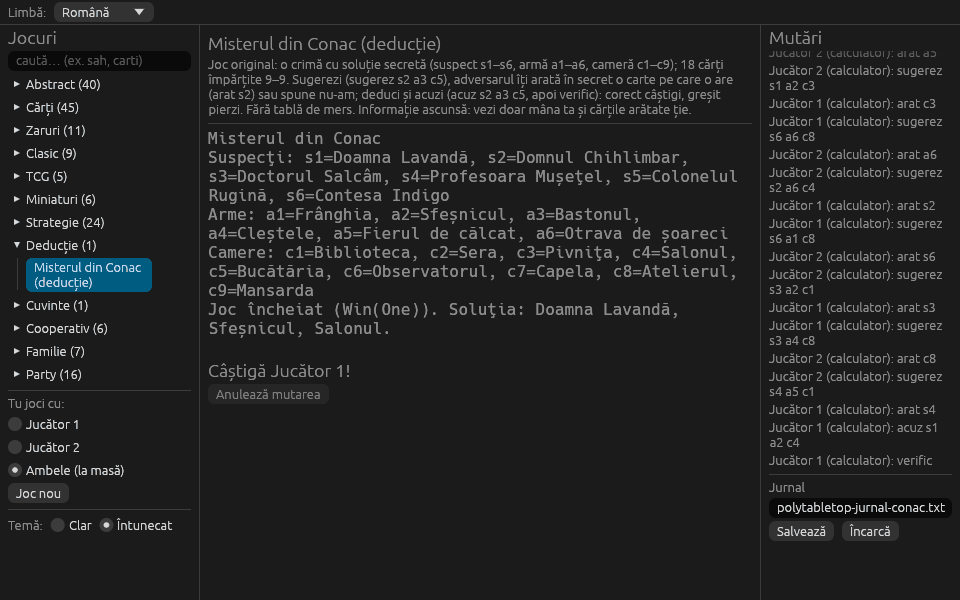 Limbă: Română
Jocuri
caută... (ex. sah, carti)
Abstract (40)
Cărți (45)
Zaruri (11)
Clasic (9)
TCG (5)
Miniaturi (6)
Strategie (24)
Deducție (1)
Misterul din Conac
(deducție)
Cuvinte (1)
Cooperativ (6)
Familie (7)
Party (16)
Tu joci cu:
Jucător 1
Jucător 2
Ambele (la masă)
Joc nou
Temă: Clar Întunecat
Misterul din Conac (deducție)
Joc original: o crimă cu soluție secretă (suspect s1–s6, armă a1–a6, cameră c1–c9); 18 cărți
împărțite 9–9. Sugerezi (sugerez s2 a3 c5), adversarul îți arată în secret o carte pe care o are
(arat s2) sau spune nu-am; deduci și acuzi (acuz s2 a3 c5, apoi verific): corect câștigi, greșit
pierzi. Fără tablă de mers. Informație ascunsă: vezi doar mâna ta și cărțile arătate ție.
Misterul din Conac
Suspecţi: s1=Doamna Lavandă, s2=Domnul Chihlimbar,
s3=Doctorul Salcâm, s4=Profesoara Muşeţel, s5=Colonelul
Rugină, s6=Contesa Indigo
Arme: a1=Frânghia, a2=Sfeşnicul, a3=Bastonul,
a4=Cleştele, a5=Fierul de călcat, a6=Otrava de şoareci
Camere: c1=Biblioteca, c2=Sera, c3=Pivniţa, c4=Salonul,
c5=Bucătăria, c6=Observatorul, c7=Capela, c8=Atelierul,
c9=Mansarda
Joc încheiat (Win(One)). Soluţia: Doamna Lavandă,
Sfeşnicul, Salonul.
Câștigă Jucător 1!
Anulează mutarea
Mutări
Jucător 2 (calculator): arat a5
Jucător 2 (calculator): sugerez
s1 a2 c3
Jucător 1 (calculator): arat c3
Jucător 1 (calculator): sugerez
s6 a6 c8
Jucător 2 (calculator): arat a6
Jucător 2 (calculator): sugerez
s2 a6 c4
Jucător 1 (calculator): arat s2
Jucător 1 (calculator): sugerez
s6 a1 c8
Jucător 2 (calculator): arat s6
Jucător 2 (calculator): sugerez
s3 a2 c1
Jucător 1 (calculator): arat s3
Jucător 1 (calculator): sugerez
s3 a4 c8
Jucător 2 (calculator): arat c8
Jucător 2 (calculator): sugerez
s4 a5 c1
Jucător 1 (calculator): arat s4
Jucător 1 (calculator): acuz s1
a2 c4
Jucător 1 (calculator): verific
Jurnal
polytabletop-jurnal-conac.txt
Salvează Încarcă